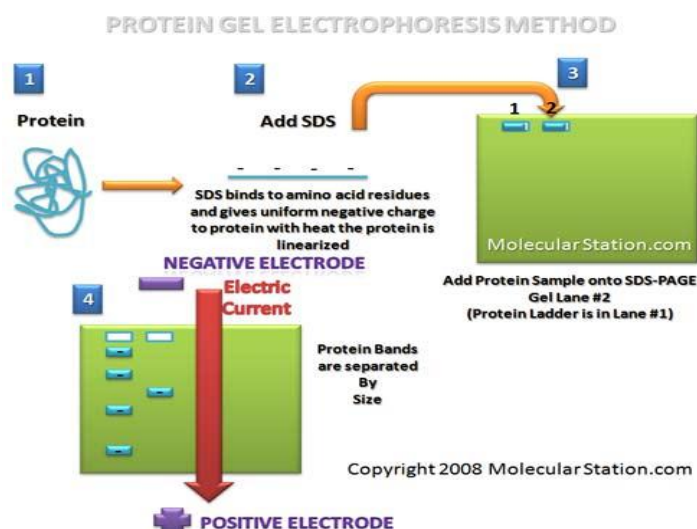 PROTEIN GEL ELECTROPHORESIS METHOD
1
Protein
2
Add SDS
- - - -
SDS binds to amino acid residues
and gives uniform negative charge
to protein with heat the protein is
linearized
3
1 2
MolecularStation.com
Add Protein Sample onto SDS-PAGE
Gel Lane #2
(Protein Ladder is in Lane #1)
NEGATIVE ELECTRODE
4
Electric
Current
Protein Bands
are separated
By
Size
Copyright 2008 MolecularStation.com
POSITIVE ELECTRODE